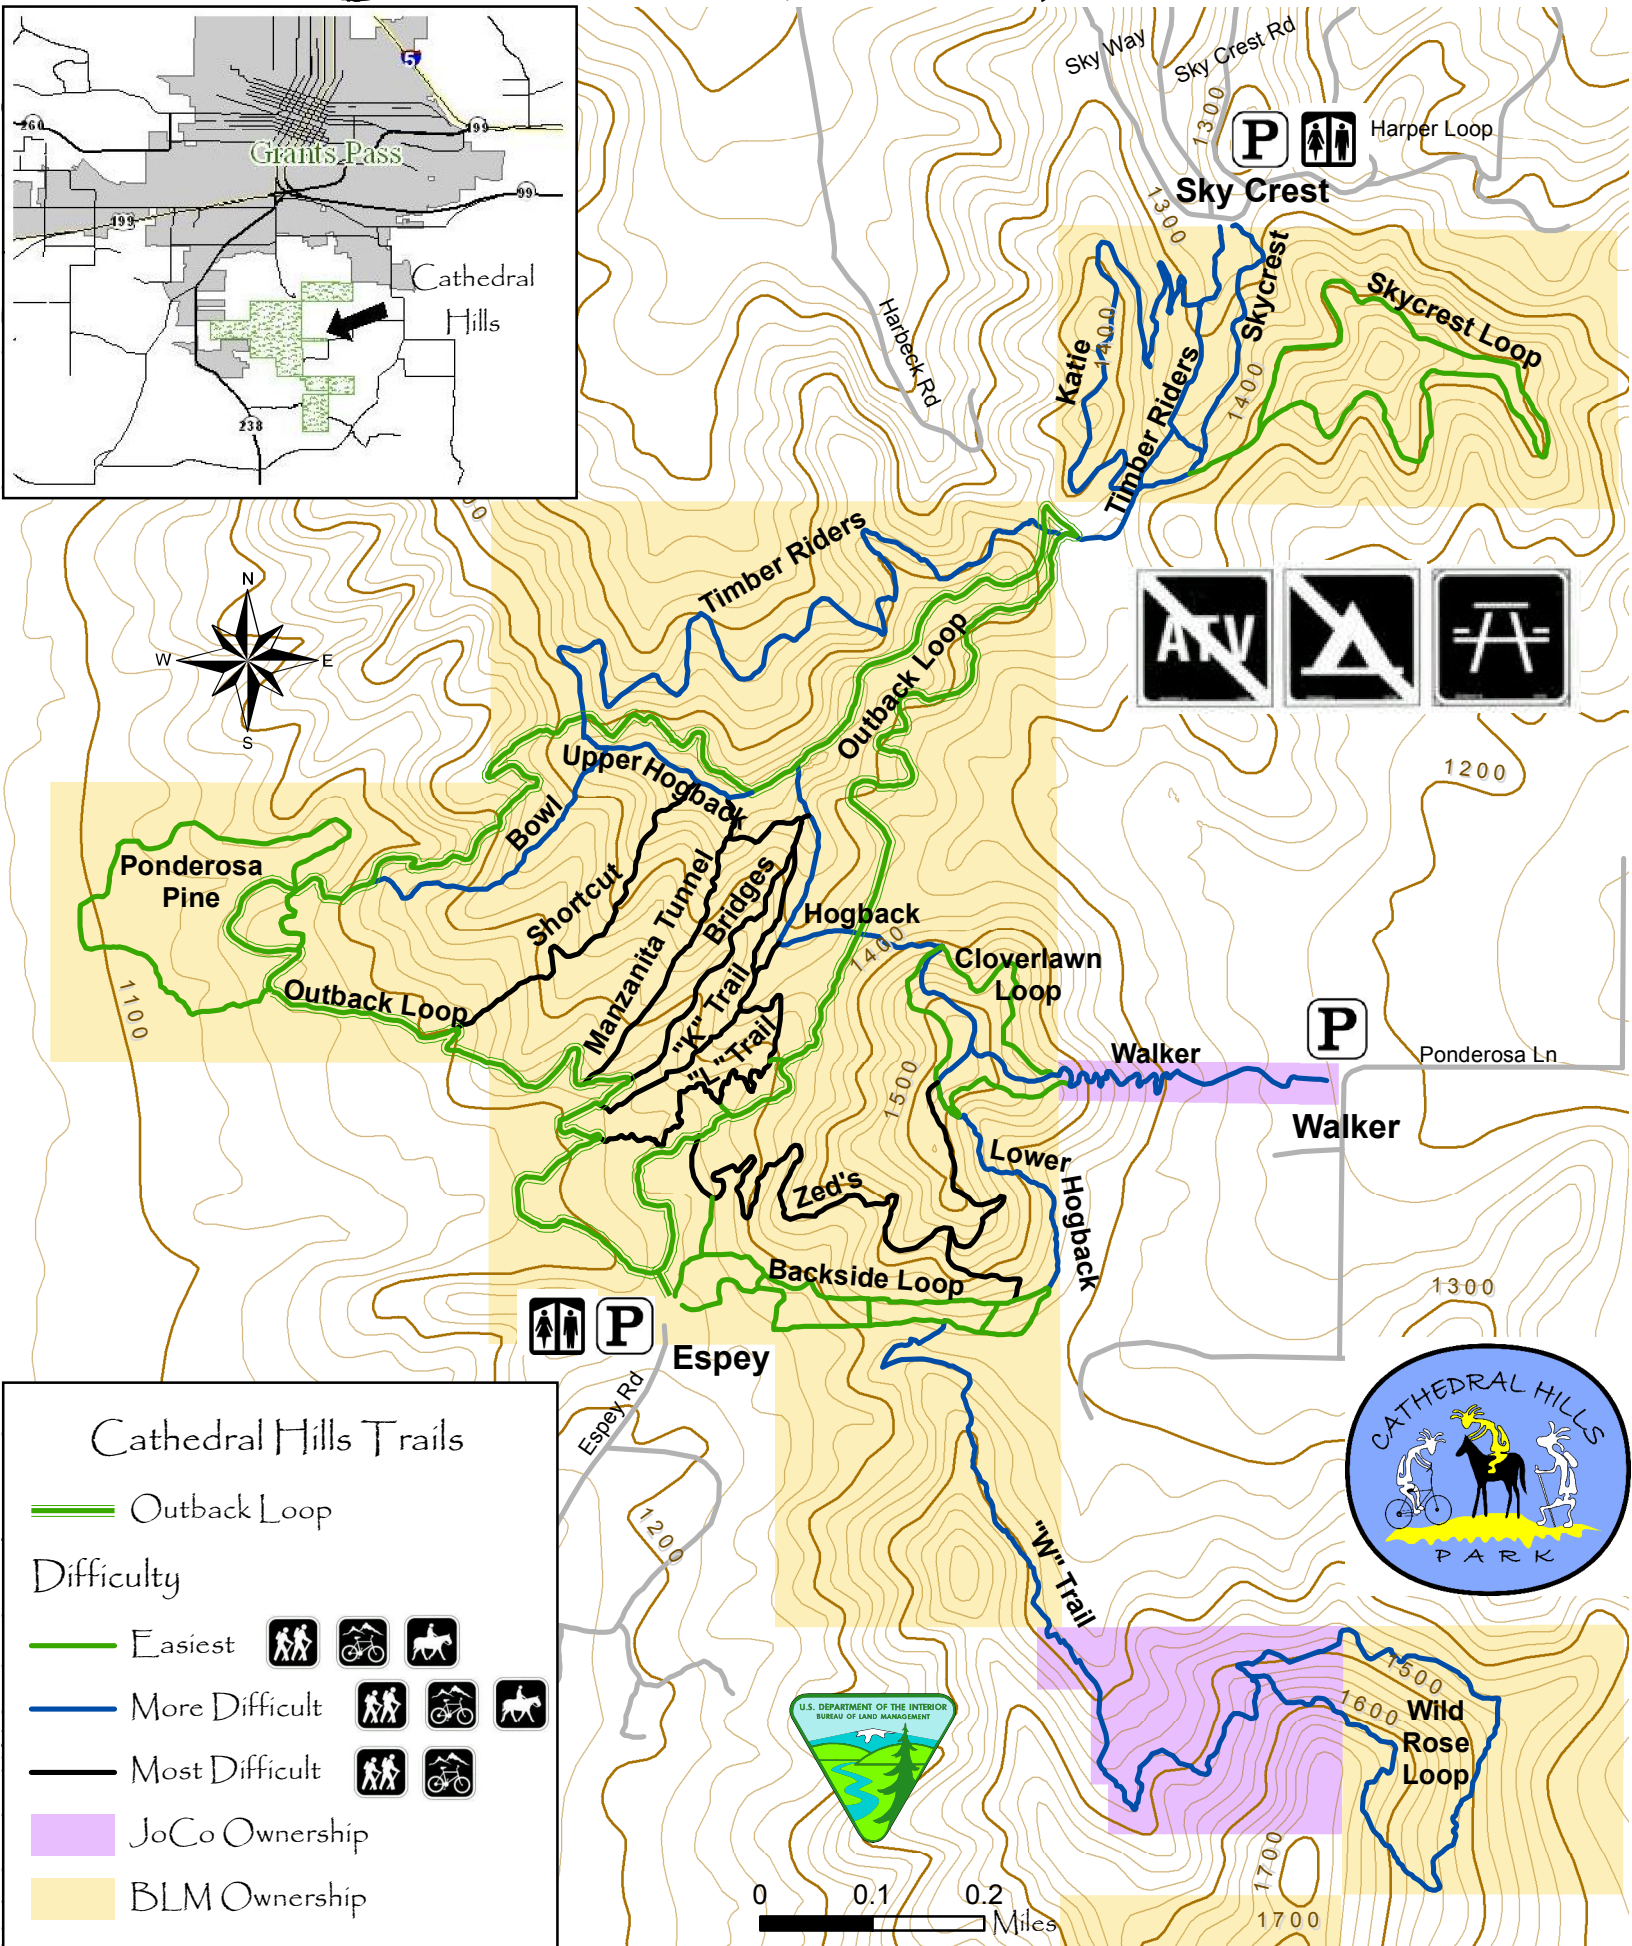 5
260
199
Grants Pass
99
199
Cathedral
Hills
238
Sky Way
Sky Crest Rd
1300
P
Harper Loop
Sky Crest
1300
Harbeck Rd
Katie
1400
Timber Riders
Skycrest
1400
Skycrest Loop
Timber Riders
ATV
N
W
E
S
Outback Loop
Upper Hogback
Bowl
1200
Ponderosa
Pine
Shortcut
Manzanita Tunnel
Bridges
Hogback
1400
Cloverlawn
Loop
1100
Outback Loop
"K" Trail
"L" Trail
1500
Walker
P
Ponderosa Ln
Walker
Lower
Hogback
Zed's
Backside Loop
1300
P
Espey
Espey Rd
1200
CATHEDRAL HILLS
PARK
"W" Trail
Cathedral Hills Trails
Outback Loop
Difficulty
Easiest
More Difficult
Most Difficult
JoCo Ownership
BLM Ownership
U.S. DEPARTMENT OF THE INTERIOR
BUREAU OF LAND MANAGEMENT
1500
1600
Wild
Rose
Loop
1700
1700
0 0.1 0.2
Miles